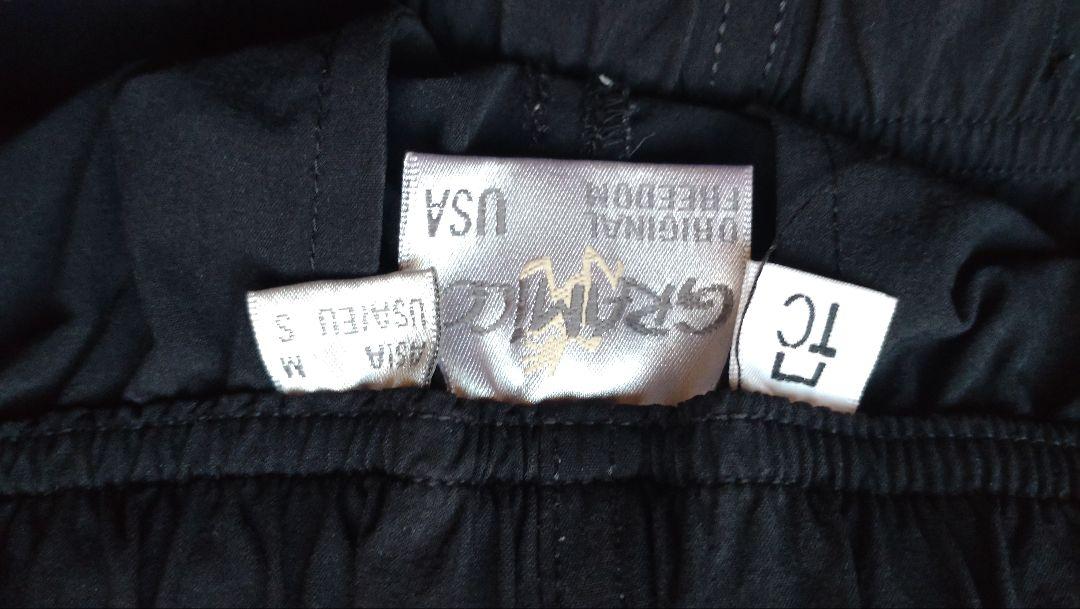 TC
GRAMICCI
ORIGINAL
FREEDOM
USA
ASIA M
USA/EU S